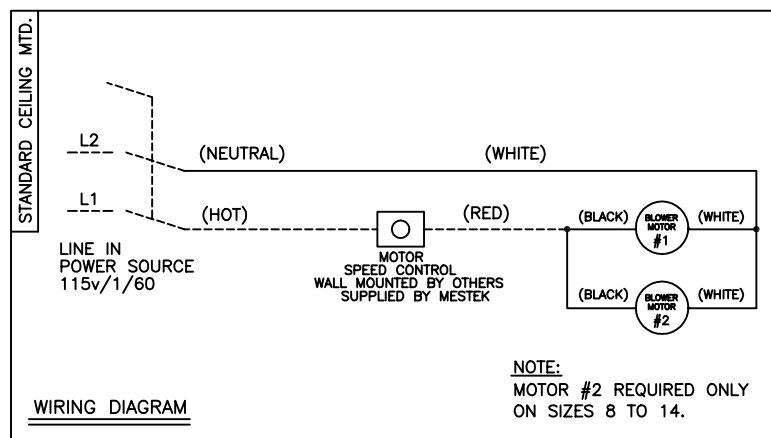 STANDARD CEILING MTD.
L2
(NEUTRAL)
(WHITE)
L1
(HOT)
(RED)
(BLACK)
BLOWER
MOTOR
#1
(WHITE)
LINE IN
POWER SOURCE
115v/1/60
MOTOR
SPEED CONTROL
WALL MOUNTED BY OTHERS
SUPPLIED BY MESTEK
(BLACK)
BLOWER
MOTOR
#2
(WHITE)
NOTE:
MOTOR #2 REQUIRED ONLY
ON SIZES 8 TO 14.
WIRING DIAGRAM